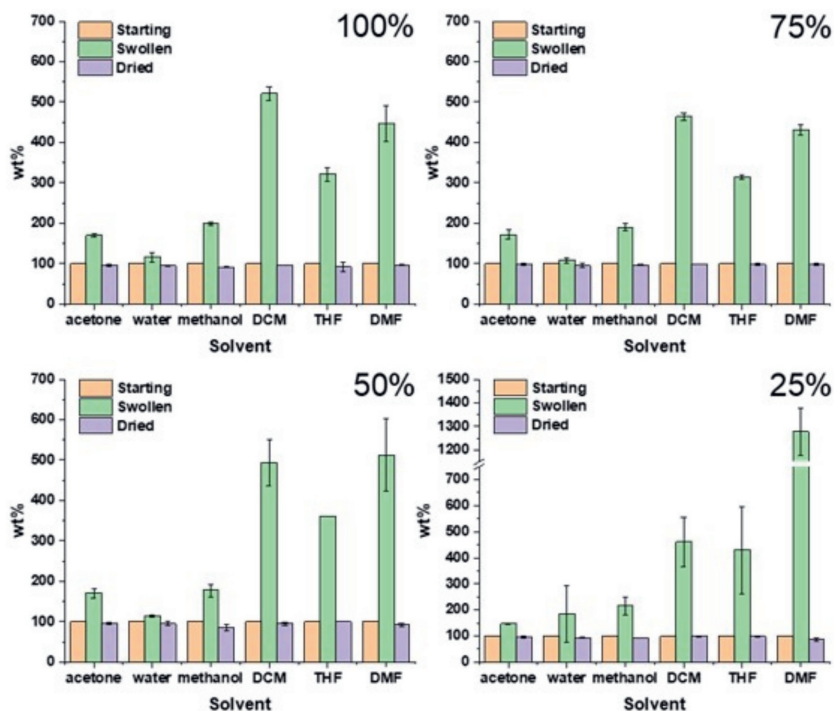 100%
Starting
Swollen
Dried
700
600
500
400
300
200
100
0
wt%
acetone water methanol DCM THF DMF
Solvent
75%
Starting
Swollen
Dried
700
600
500
400
300
200
100
0
wt%
acetone water methanol DCM THF DMF
Solvent
50%
Starting
Swollen
Dried
700
600
500
400
300
200
100
0
wt%
acetone water methanol DCM THF DMF
Solvent
25%
Starting
Swollen
Dried
1500
1400
1300
1200
1100
700
600
500
400
300
200
100
0
wt%
acetone water methanol DCM THF DMF
Solvent